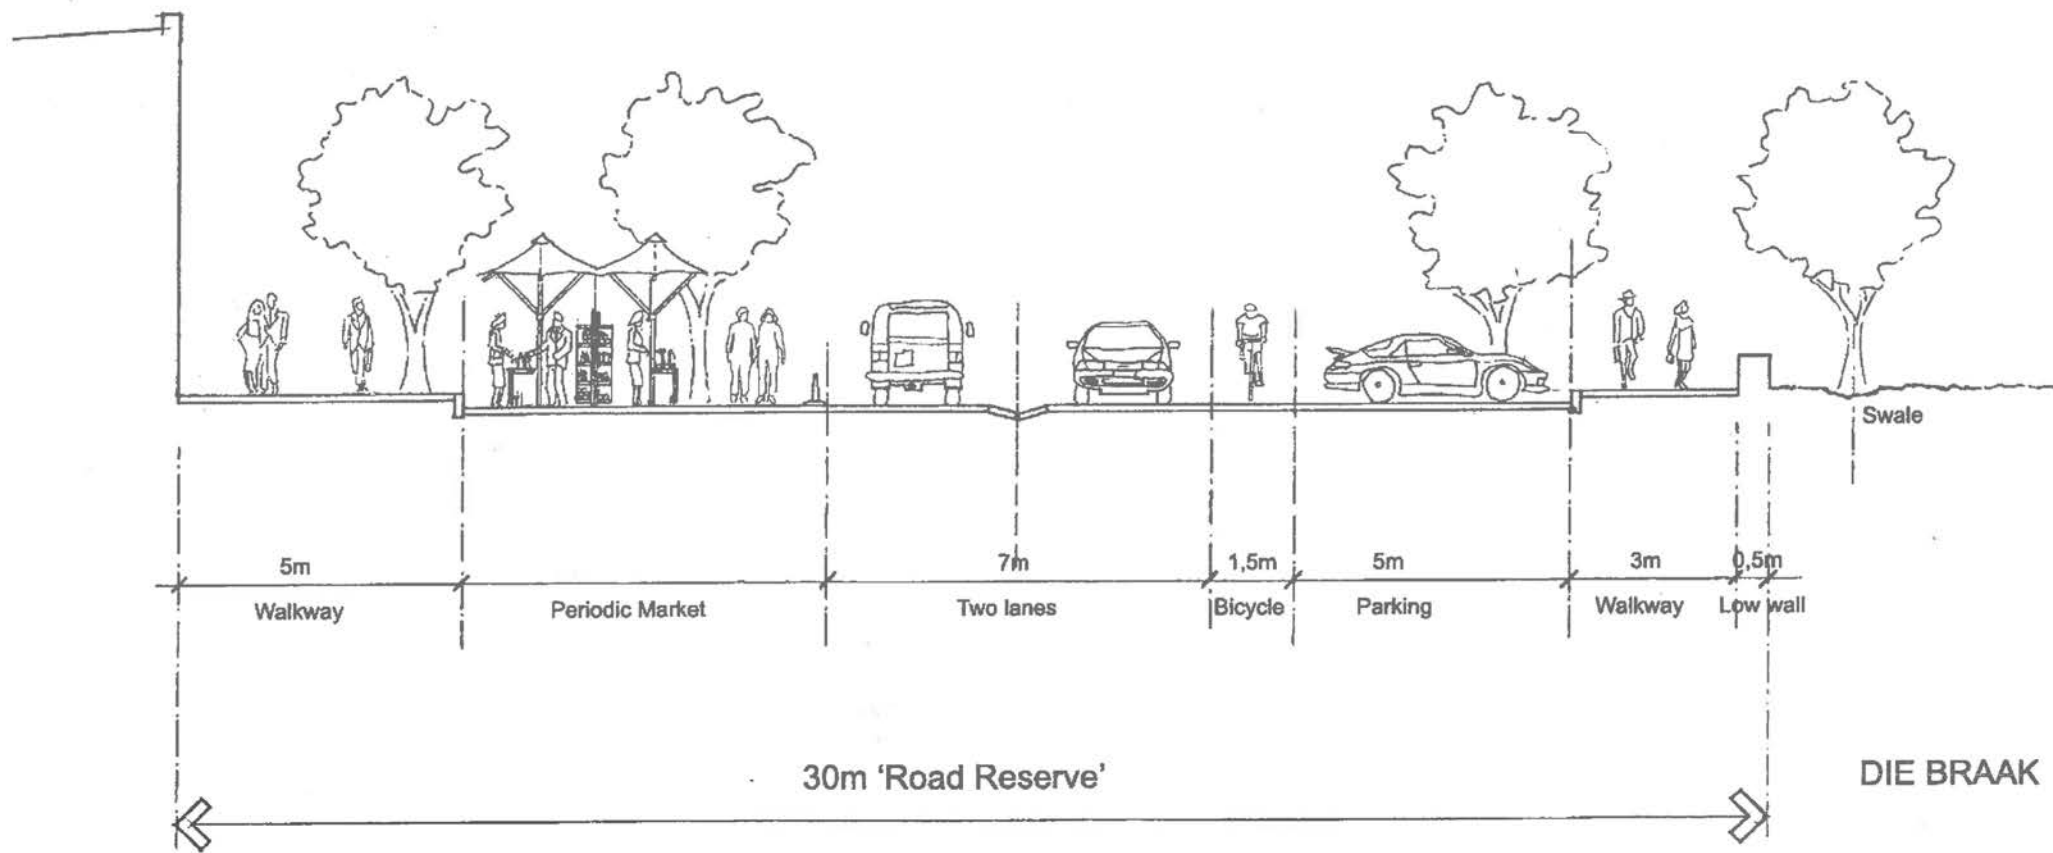 Swale
5m 7m 1,5m 5m 3m 0,5m
Walkway Periodic Market Two lanes Bicycle Parking Walkway Low wall
30m ‘Road Reserve’
DIE BRAAK